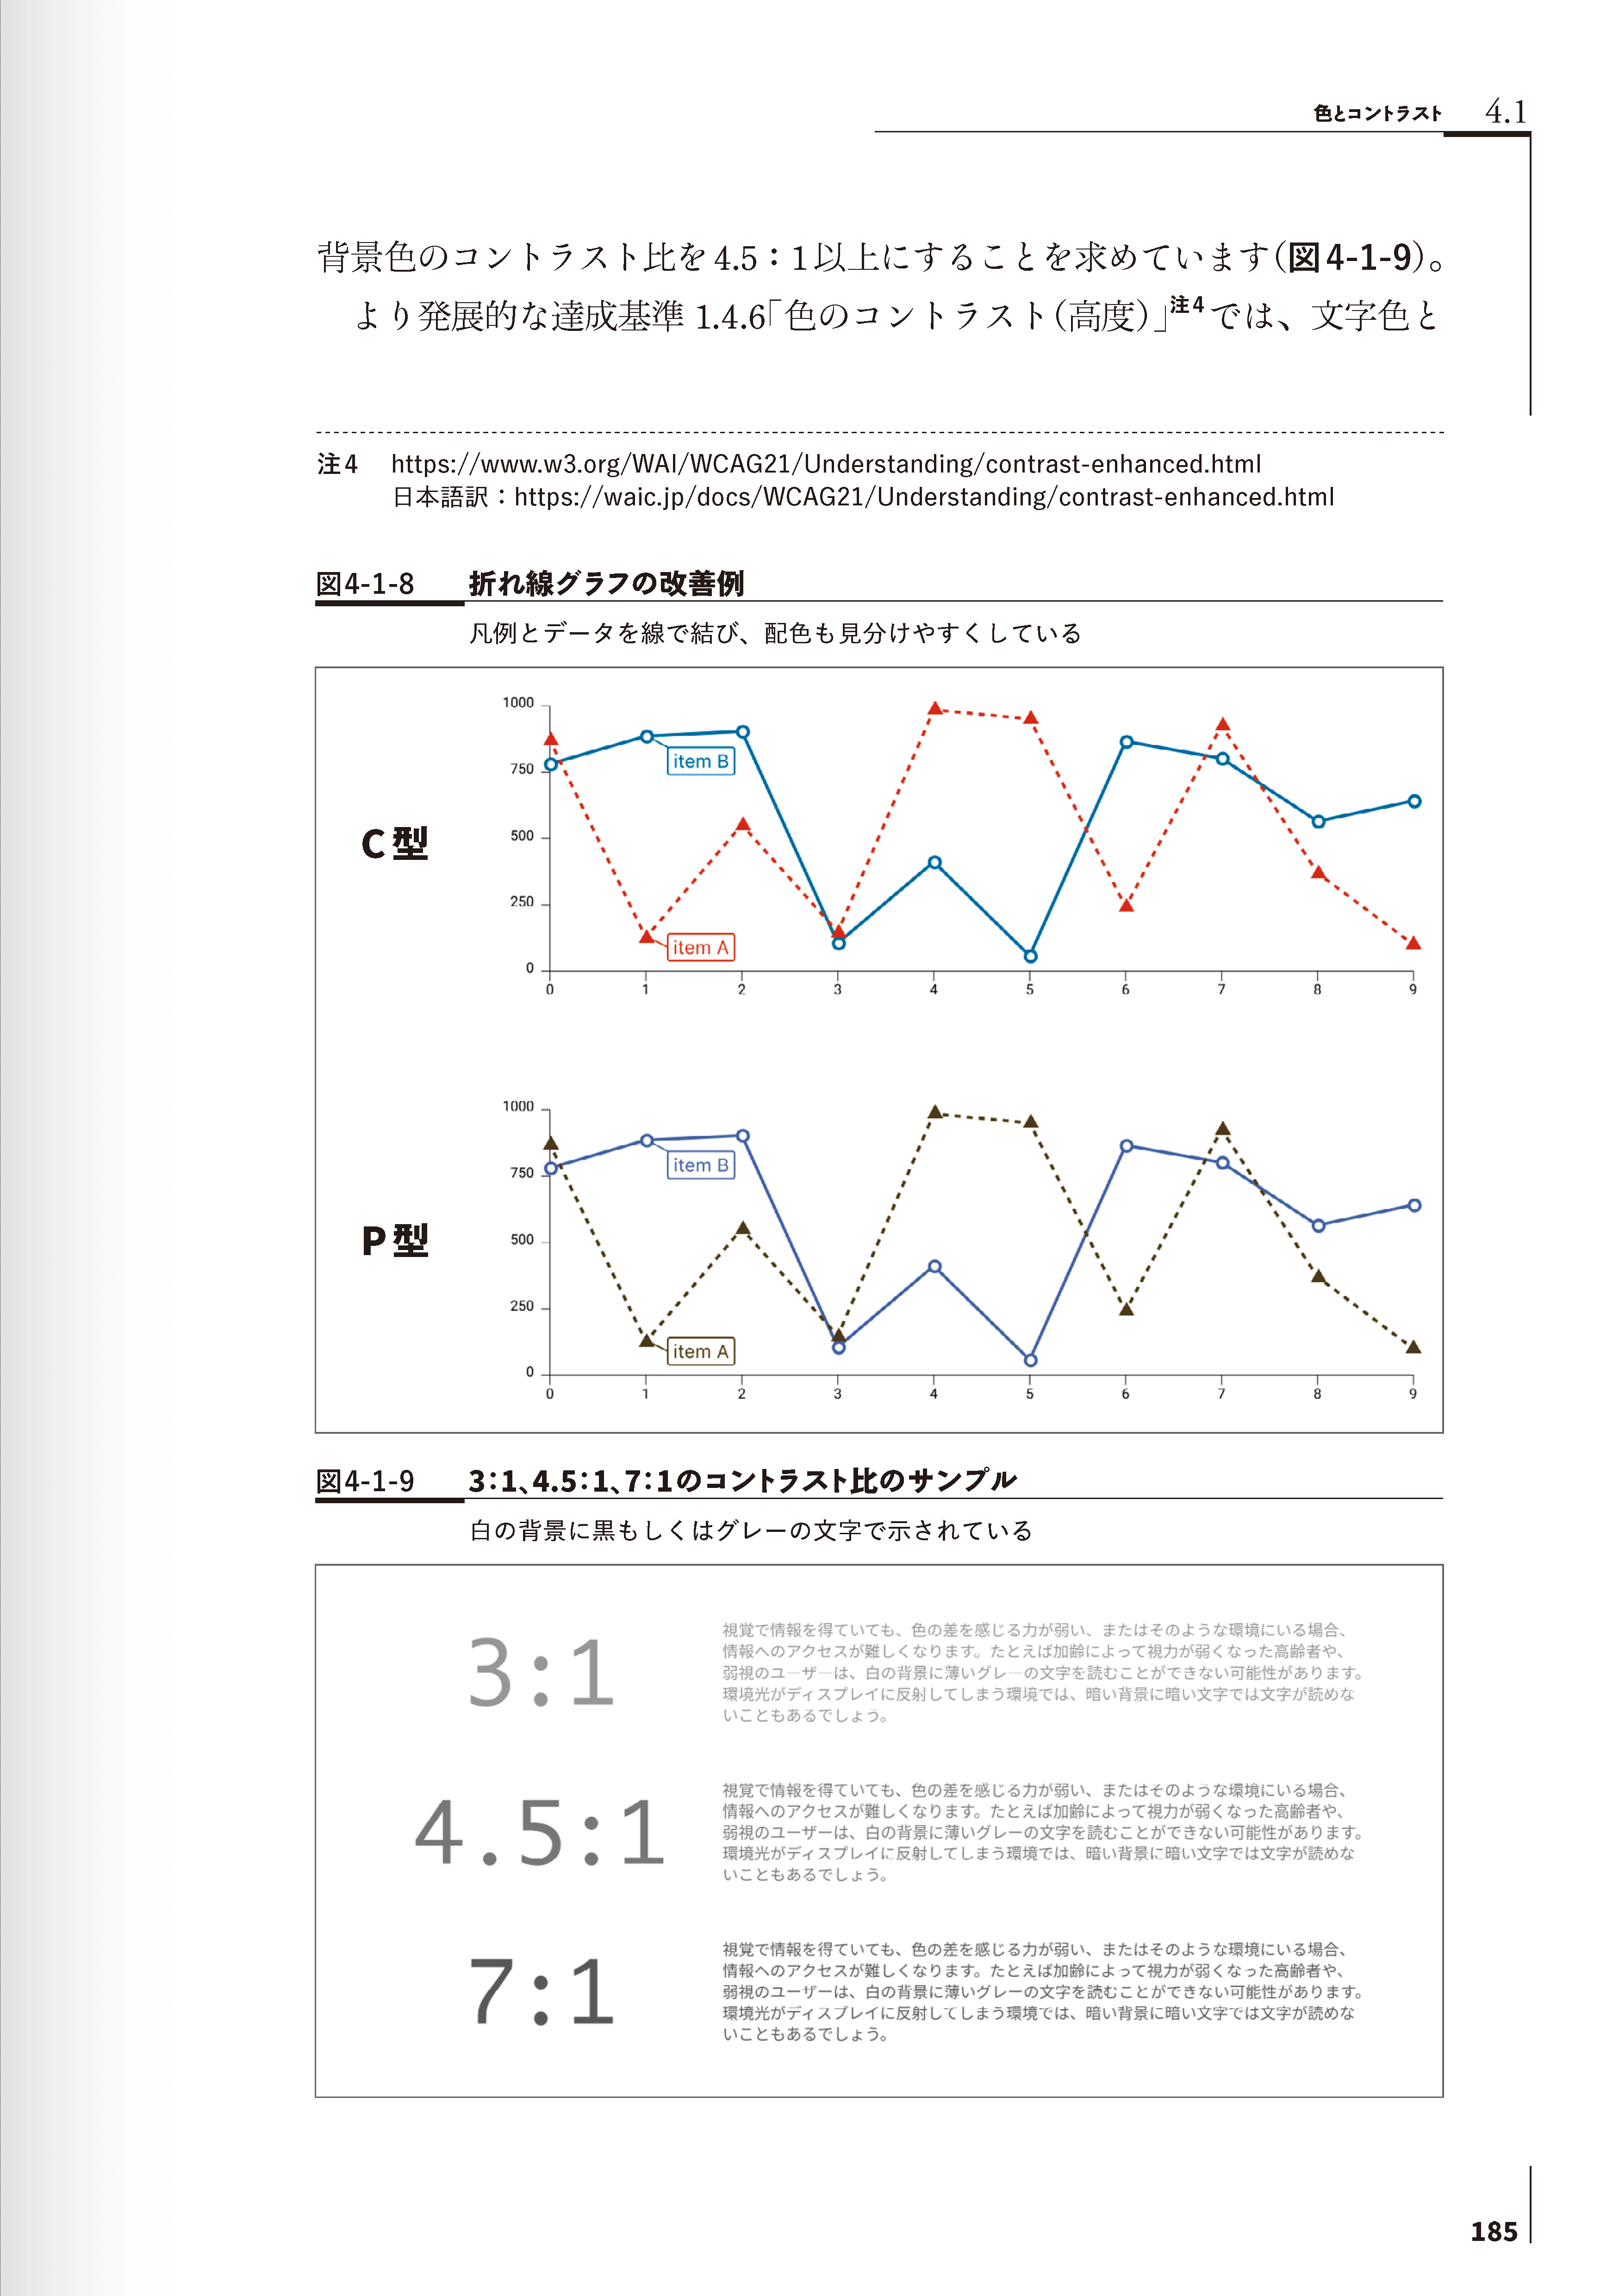 色とコントラスト 4.1
背景色のコントラスト比を4.5：1以上にすることを求めています（図4-1-9）。
より発展的な達成基準 1.4.6「色のコントラスト（高度）」注4では、文字色と
注4 https://www.w3.org/WAI/WCAG21/Understanding/contrast-enhanced.html
日本語訳：https://waic.jp/docs/WCAG21/Understanding/contrast-enhanced.html
図4-1-8 折れ線グラフの改善例
凡例とデータを線で結び、配色も見分けやすくしている
C型
1000
750
500
250
0
item B
item A
0 1 2 3 4 5 6 7 8 9
P型
1000
750
500
250
0
item B
item A
0 1 2 3 4 5 6 7 8 9
図4-1-9 3：1、4.5：1、7：1のコントラスト比のサンプル
白の背景に黒もしくはグレーの文字で示されている
3:1
視覚で情報を得ていても、色の差を感じる力が弱い、またはそのような環境にいる場合、
情報へのアクセスが難しくなります。たとえば加齢によって視力が弱くなった高齢者や、
弱視のユーザーは、白の背景に薄いグレーの文字を読むことができない可能性があります。
環境光がディスプレイに反射してしまう環境では、暗い背景に暗い文字では文字が読めな
いこともあるでしょう。
4.5:1
視覚で情報を得ていても、色の差を感じる力が弱い、またはそのような環境にいる場合、
情報へのアクセスが難しくなります。たとえば加齢によって視力が弱くなった高齢者や、
弱視のユーザーは、白の背景に薄いグレーの文字を読むことができない可能性があります。
環境光がディスプレイに反射してしまう環境では、暗い背景に暗い文字では文字が読めな
いこともあるでしょう。
7:1
視覚で情報を得ていても、色の差を感じる力が弱い、またはそのような環境にいる場合、
情報へのアクセスが難しくなります。たとえば加齢によって視力が弱くなった高齢者や、
弱視のユーザーは、白の背景に薄いグレーの文字を読むことができない可能性があります。
環境光がディスプレイに反射してしまう環境では、暗い背景に暗い文字では文字が読めな
いこともあるでしょう。
185